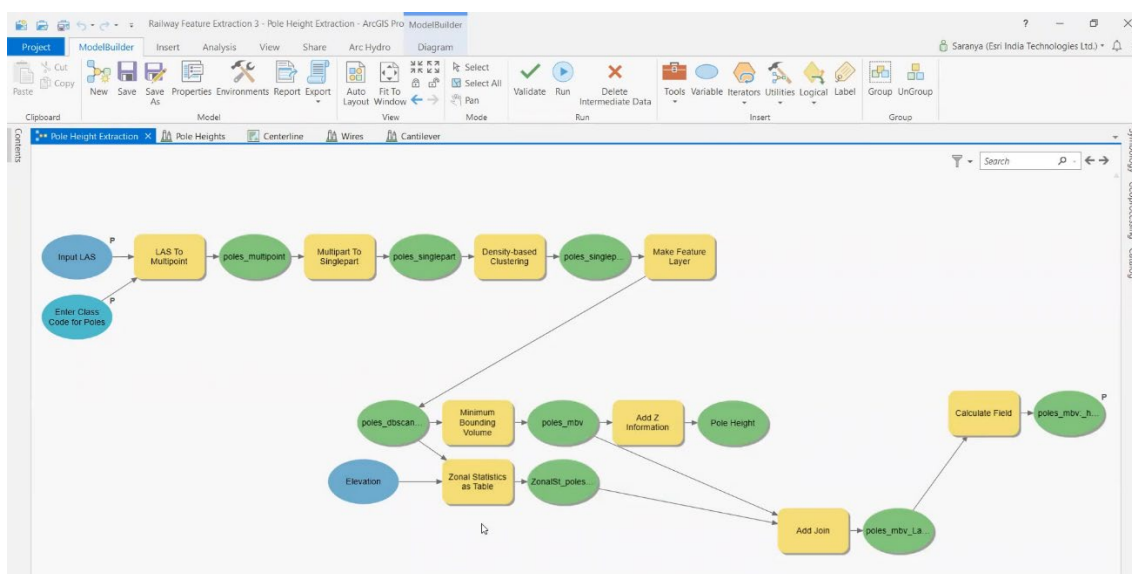 Railway Feature Extraction 3 - Pole Height Extraction - ArcGIS Pro
ModelBuilder
? — ×
Project ModelBuilder Insert Analysis View Share Arc Hydro Diagram
Saranya (Esri India Technologies Ltd.)
Paste
Cut
Copy
New
Save
Save As
Properties
Environments
Report
Export
Auto Layout
Fit To Window
Select
Select All
Pan
Validate
Run
Delete Intermediate Data
Tools
Variable
Iterators
Utilities
Logical
Label
Group
UnGroup
Clipboard Model View Mode Run Insert Group
Contents
Pole Height Extraction × Pole Heights Centerline Wires Cantilever
Search
Symbology
Geoprocessing
Catalog
P
Input LAS
LAS To
Multipoint
poles_multipoint
Multipart To
Singlepart
poles_singlepart
Density-based
Clustering
poles_singlep...
Make Feature
Layer
P
Enter Class
Code for Poles
poles_dbscan...
Minimum
Bounding
Volume
poles_mbv
Add Z
Information
Pole Height
Calculate Field
P
poles_mbv:_h...
Elevation
Zonal Statistics
as Table
ZonalSt_poles...
Add Join
poles_mbv_La...